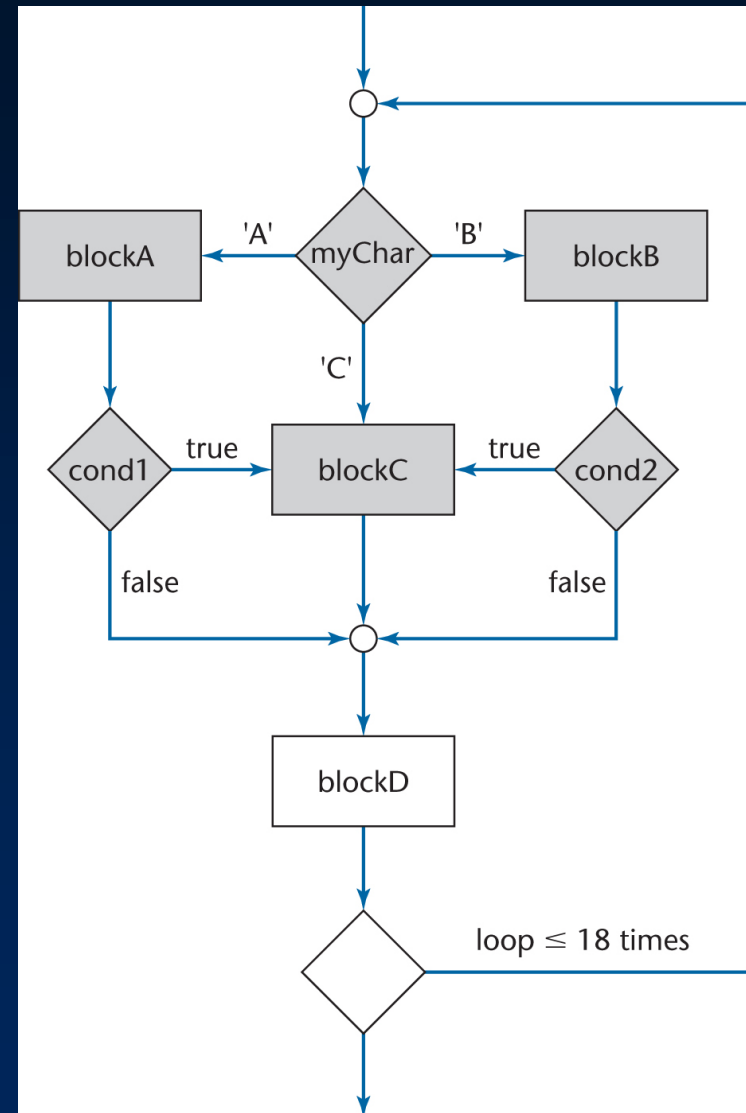 'A'
'B'
blockA
myChar
blockB
'C'
cond1
true
blockC
true
cond2
false
false
blockD
loop ≤ 18 times